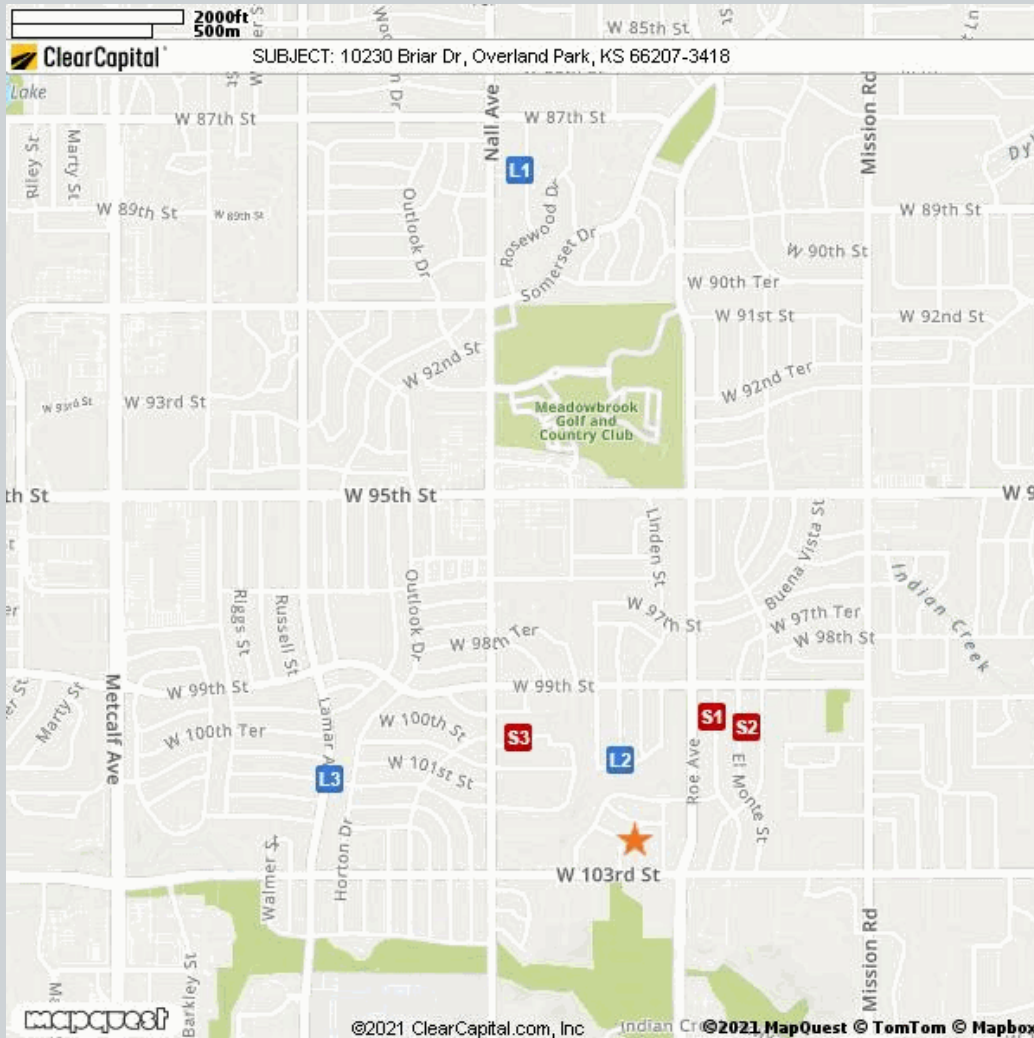 2000ft
500m
W 85th St
ClearCapital
SUBJECT: 10230 Briar Dr, Overland Park, KS 66207-3418
Lake
W 87th St
W 87th St
Nall Ave
Mission Rd
Riley St
Marty St
L1
W 89th St
W 89th St
W 89th St
Outlook Dr
Rosewood Dr
Somerset Dr
W 90th St
W 90th Ter
W 91st St
W 92nd St
W 92nd St
W 92nd Ter
W 93rd St
W 93rd St
Meadowbrook
Golf and
Country Club
th St
W 95th St
W 9
Linden St
Buena Vista St
Indian Creek
Outlook Dr
Riggs St
Russell St
W 97th St
W 97th Ter
W 98th St
W 98th Ter
W 99th St
W 99th St
Marty St
Metcalf Ave
Lamar A
W 100th St
W 100th Ter
W 101st St
S1
S2
S3
L2
L3
Roe Ave
El Monte St
Walmer S
Horton Dr
W 103rd St
Mission Rd
Barkley St
mapquest
©2021 ClearCapital.com, Inc
Indian Cr
©2021 MapQuest © TomTom © Mapbox